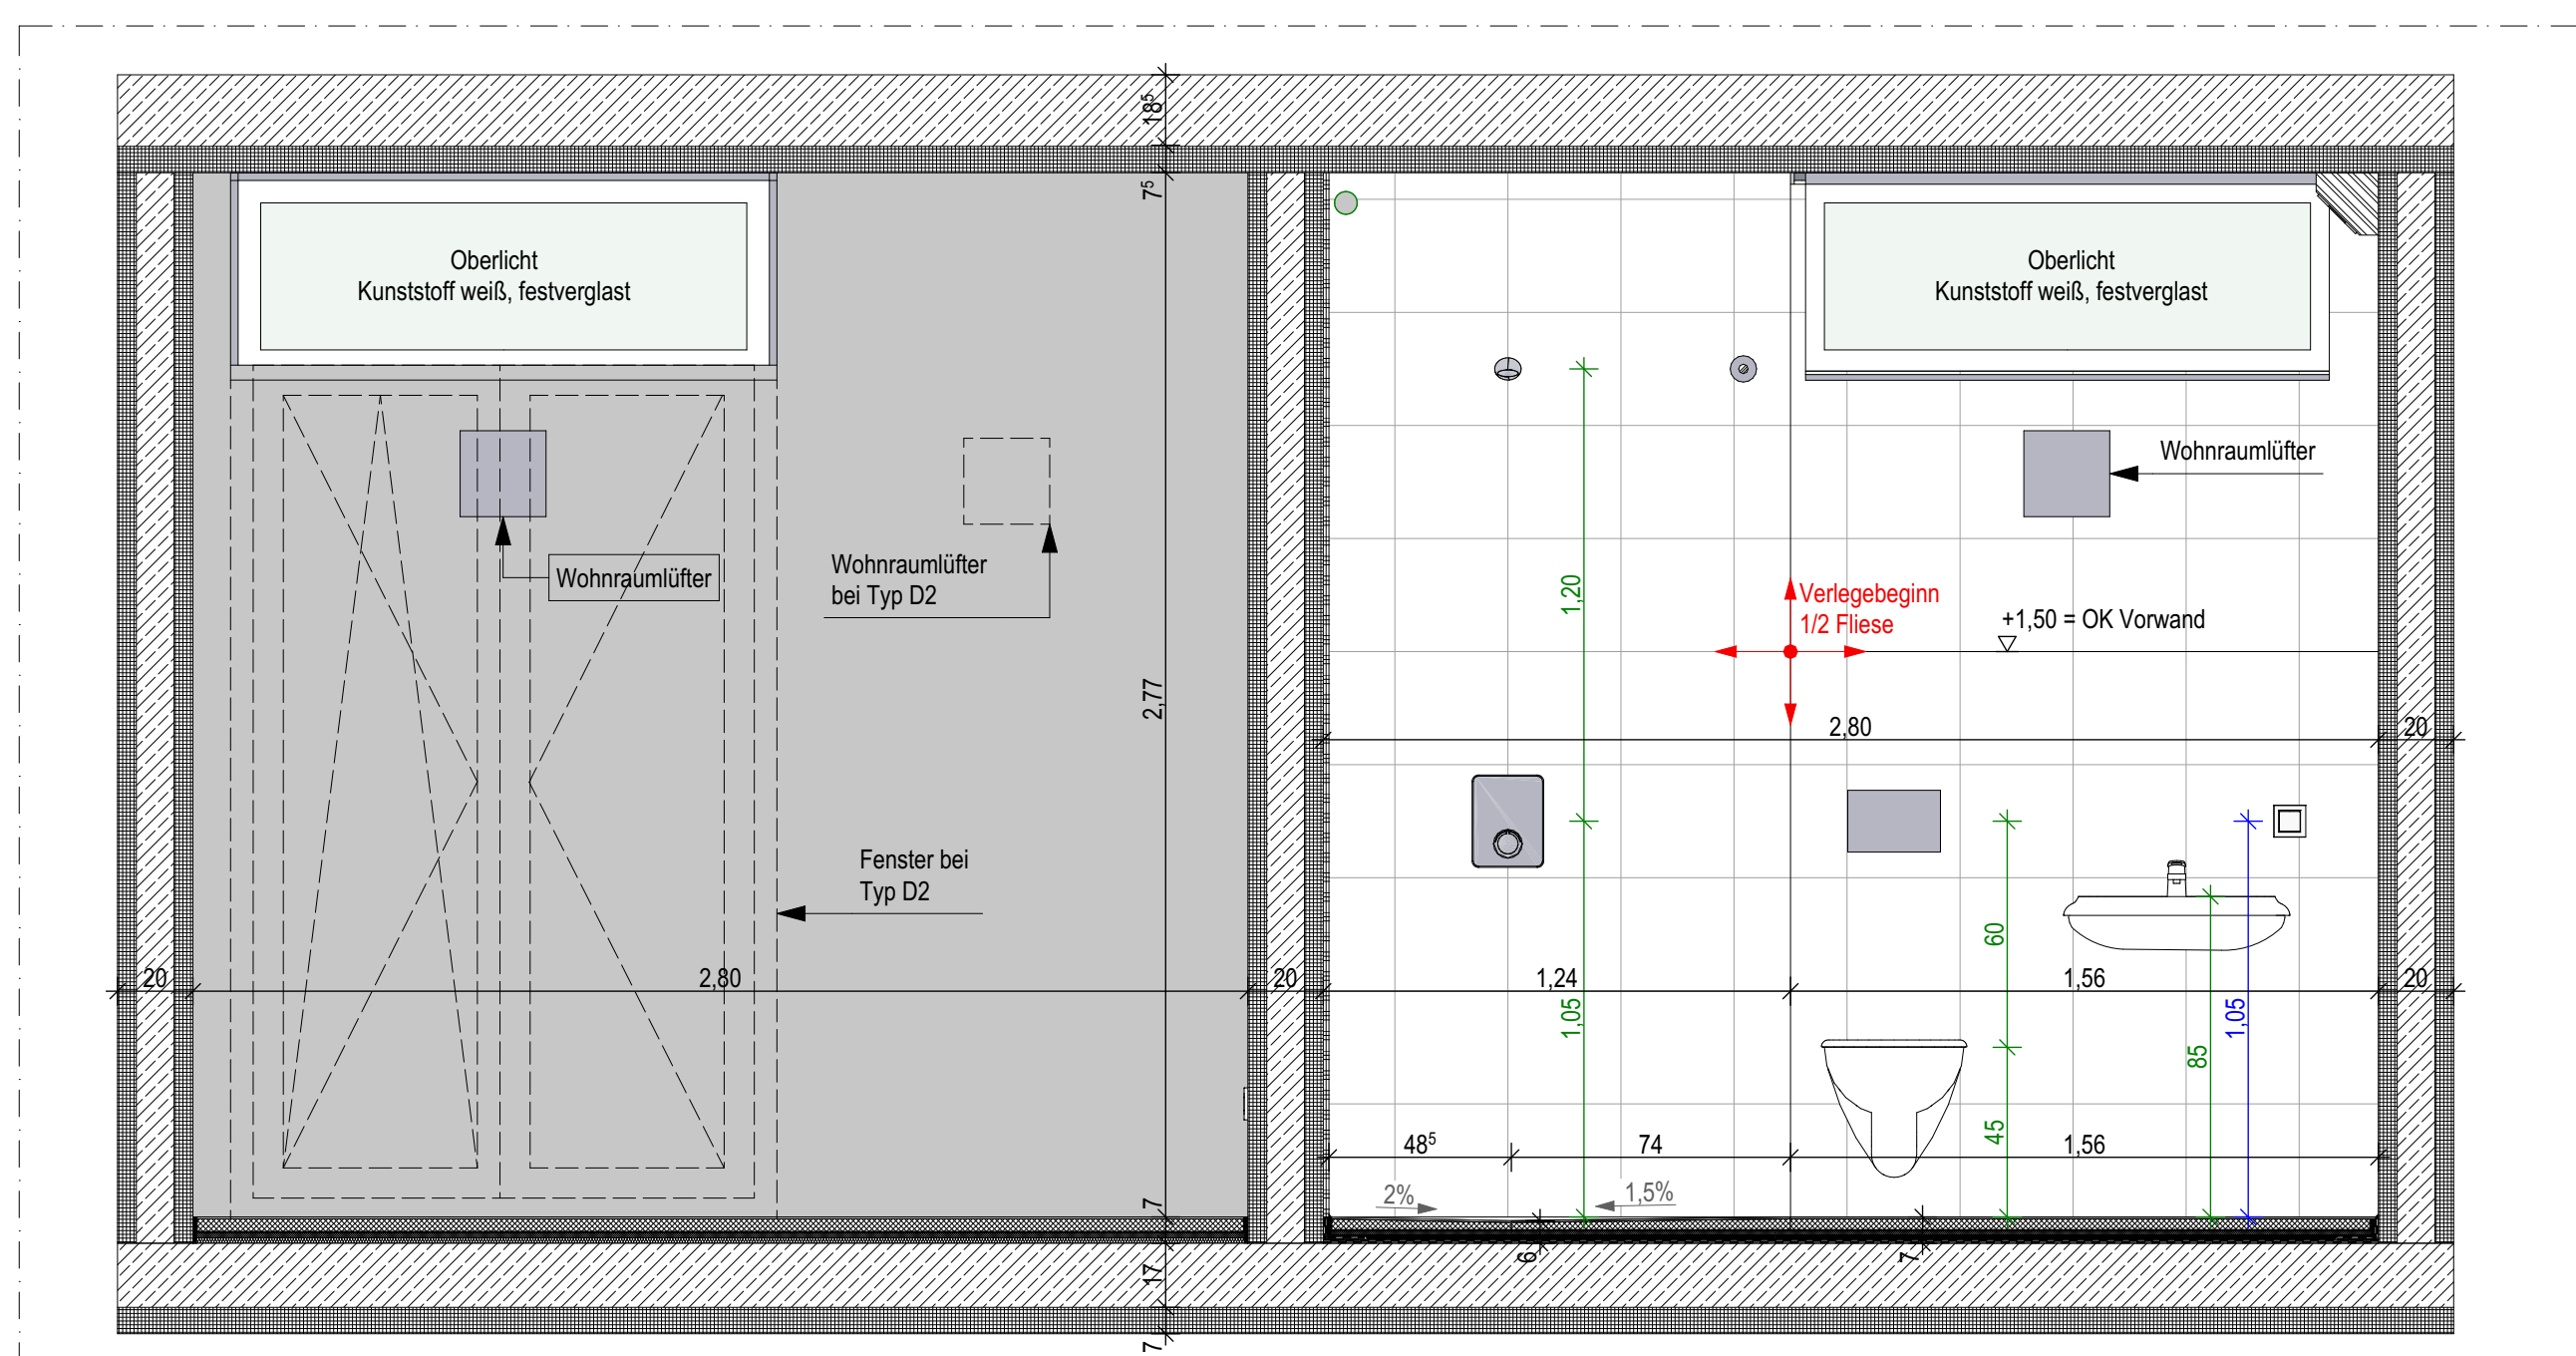 18⁵
7⁵
Oberlicht
Kunststoff weiß, festverglast
Oberlicht
Kunststoff weiß, festverglast
Wohnraumlüfter
Wohnraumlüfter
Wohnraumlüfter
bei Typ D2
1,20
Verlegebeginn
1/2 Fliese
+1,50 = OK Vorwand
2,77
2,80
20
Fenster bei
Typ D2
60
20
2,80
20
1,24
1,56
20
1,05
1,05
85
45
48⁵
74
1,56
2%
1,5%
7
6
7
17
7